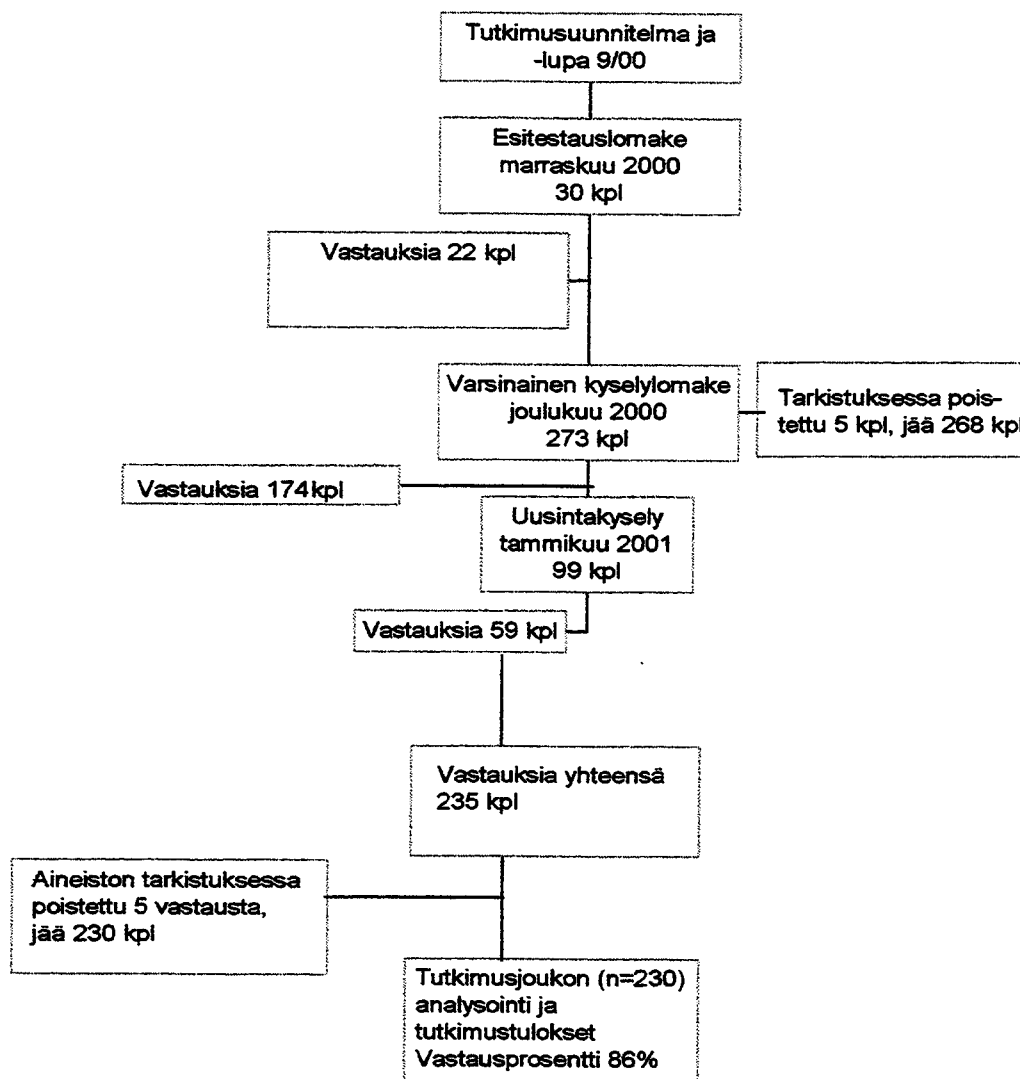 Tutkimusuunnitelma ja
-lupa 9/00
Esitestauslomake
marraskuu 2000
30 kpl
Vastauksia 22 kpl
Varsinainen kyselylomake
joulukuu 2000
273 kpl
Tarkistuksessa pois-
tettu 5 kpl, jää 268 kpl
Vastauksia 174 kpl
Uusintakysely
tammikuu 2001
99 kpl
Vastauksia 59 kpl
Vastauksia yhteensä
235 kpl
Aineiston tarkistuksessa
poistettu 5 vastausta,
jää 230 kpl
Tutkimusjoukon (n=230)
analysointi ja
tutkimustulokset
Vastausprosentti 86%